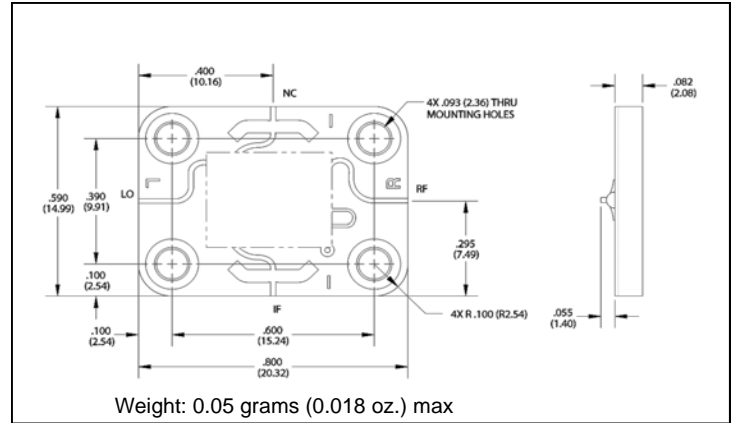 .400
(10.16)
NC
4X .093 (2.36) THRU
MOUNTING HOLES
.082
(2.08)
I
I
.590
(14.99)
.390
(9.91)
LO
L
R
RF
.295
(7.49)
.100
(2.54)
I
I
IF
4X R .100 (R2.54)
.055
(1.40)
.100
(2.54)
.600
(15.24)
.800
(20.32)
Weight: 0.05 grams (0.018 oz.) max